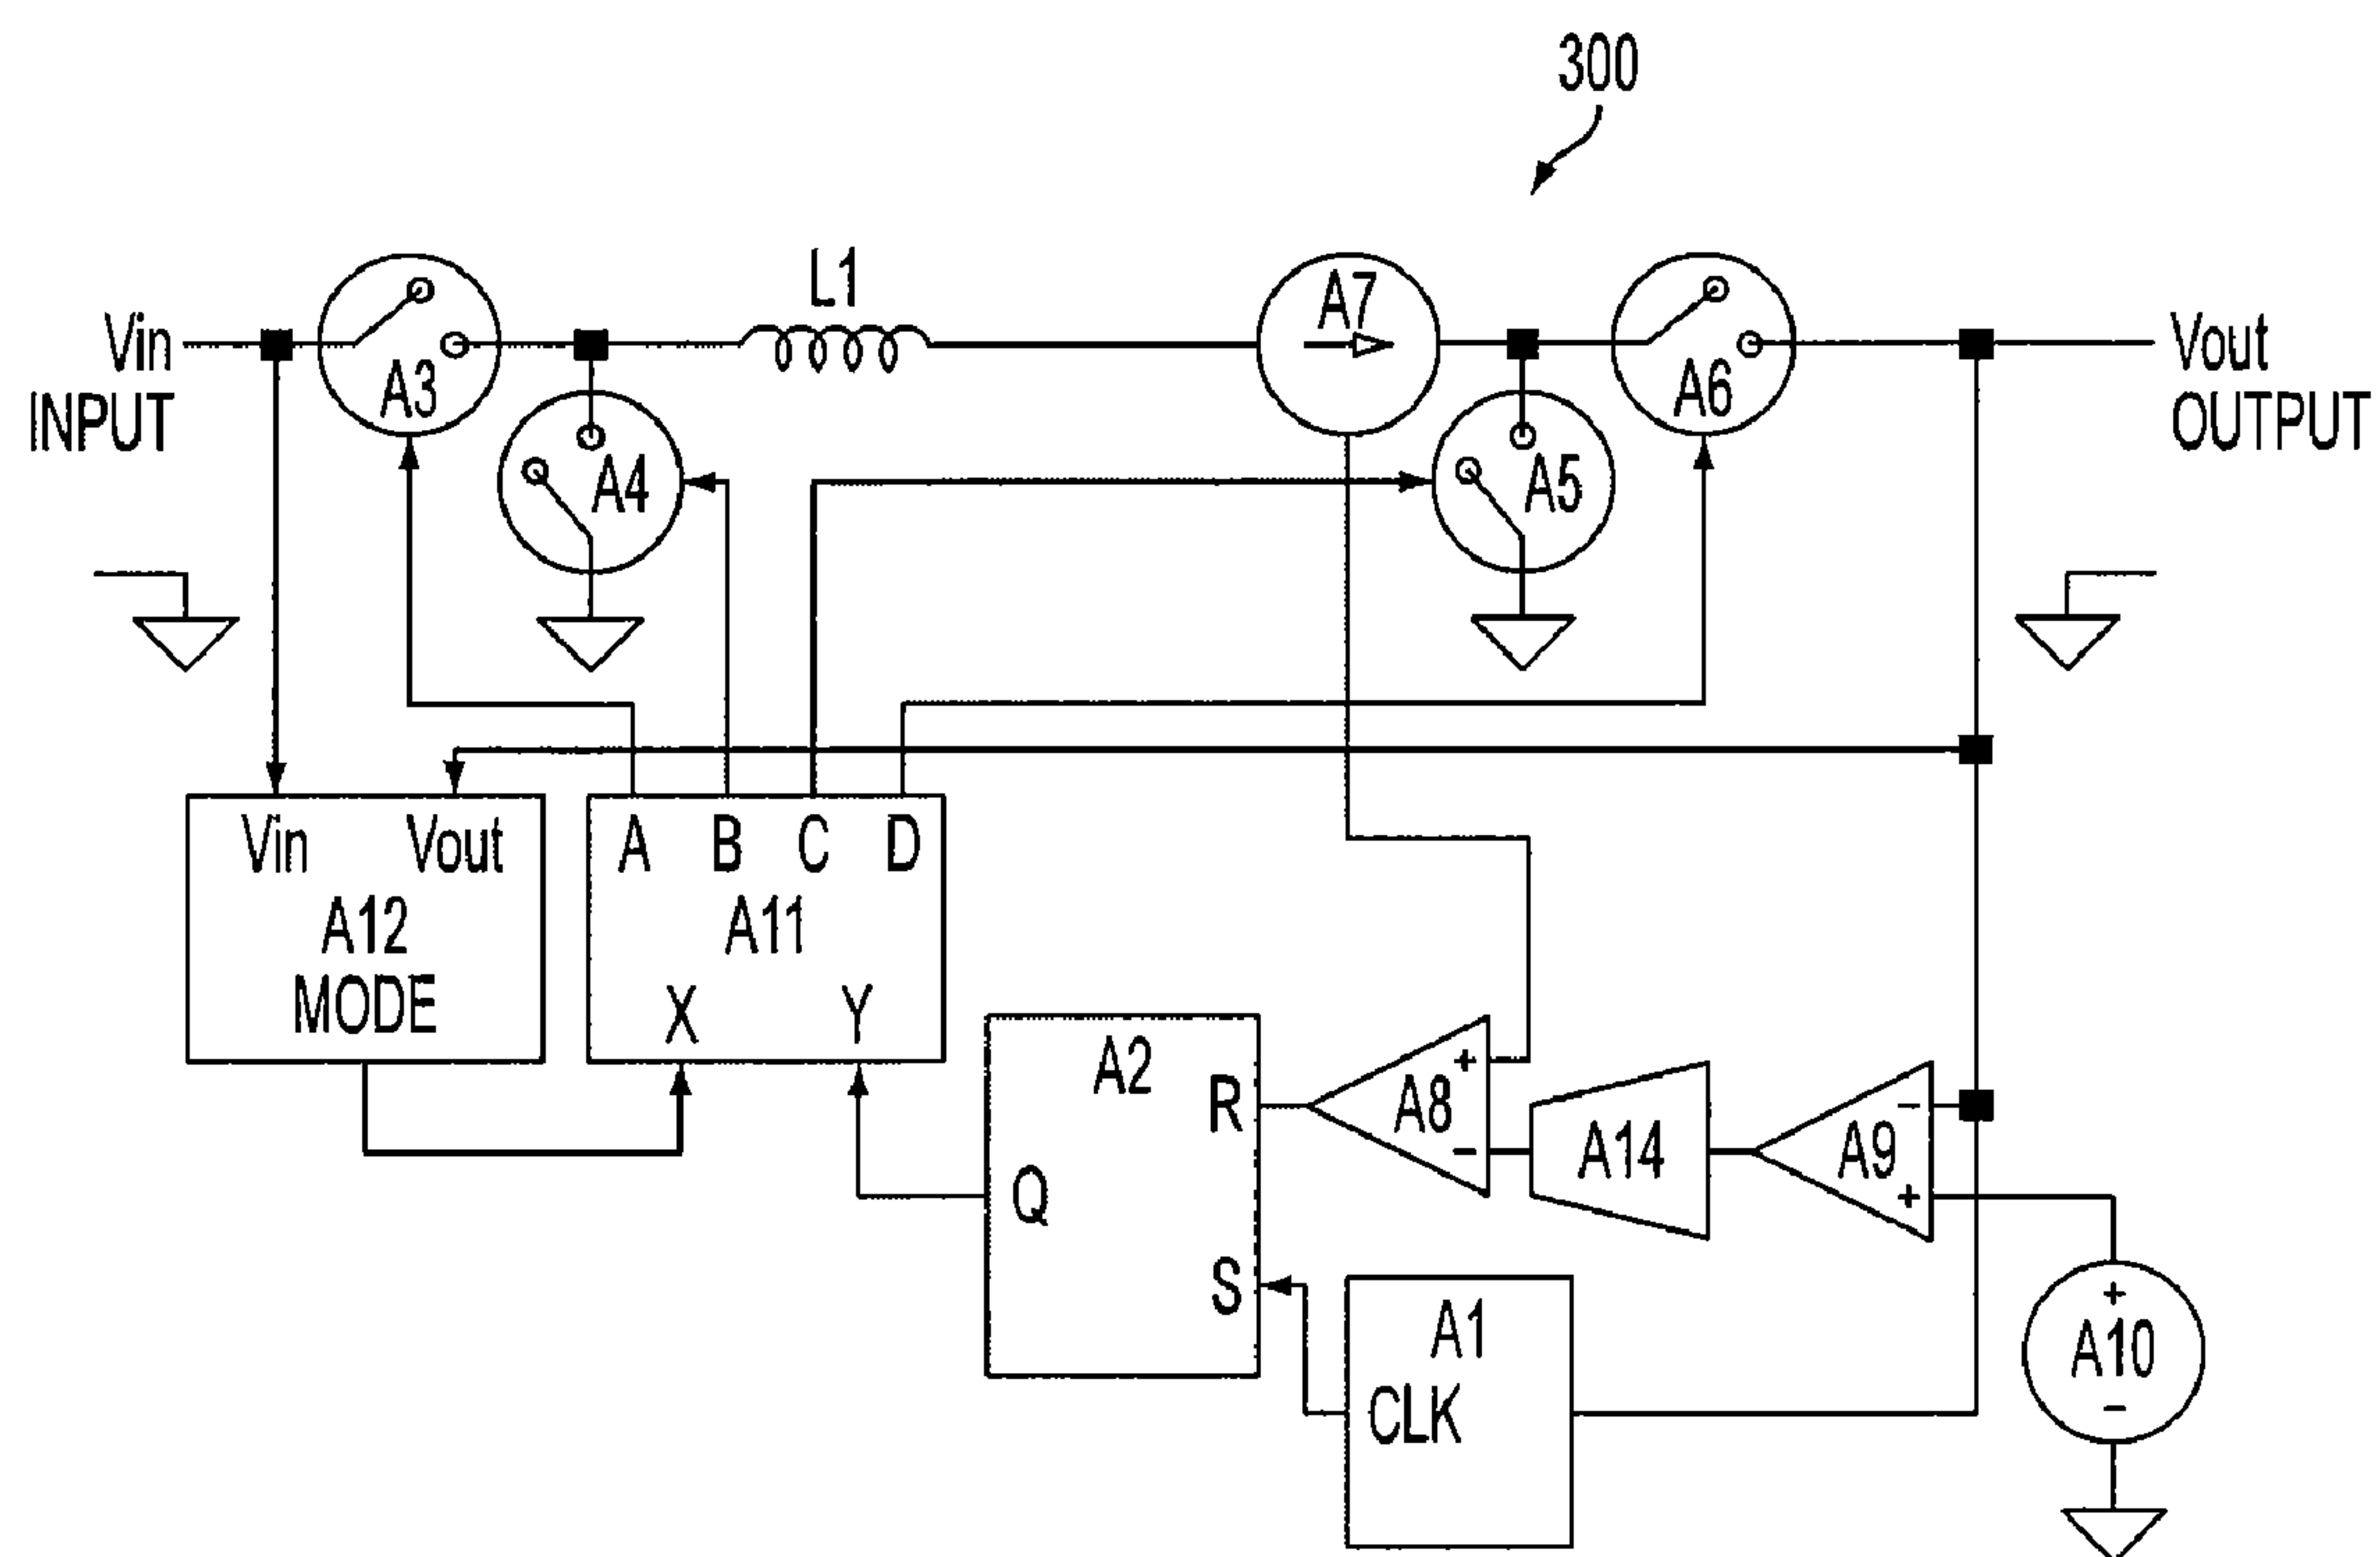 300
L1
A7
Vin
INPUT
A3
A6
Vout
OUTPUT
A4
A5
Vin Vout
A12
MODE
A B C D
A11
X Y
A2
R
Q
S
+
A8
-
A14
-
A9
+
A1
CLK
+
A10
-